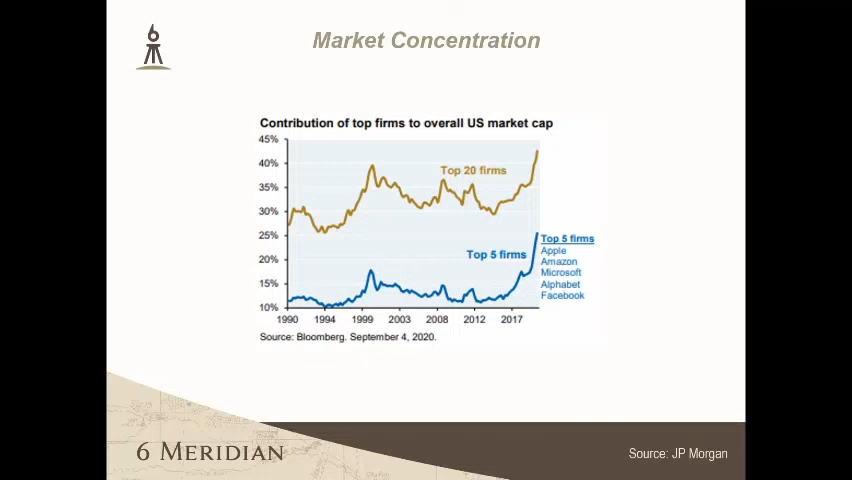 6
Market Concentration
Contribution of top firms to overall US market cap
45%
40%
35%
30%
25%
20%
15%
10%
Top 20 firms
Top 5 firms
Top 5 firms
Apple
Amazon
Microsoft
Alphabet
Facebook
1990 1994 1999 2003 2008 2012 2017
Source: Bloomberg. September 4, 2020.
6 MERIDIAN
Source: JP Morgan